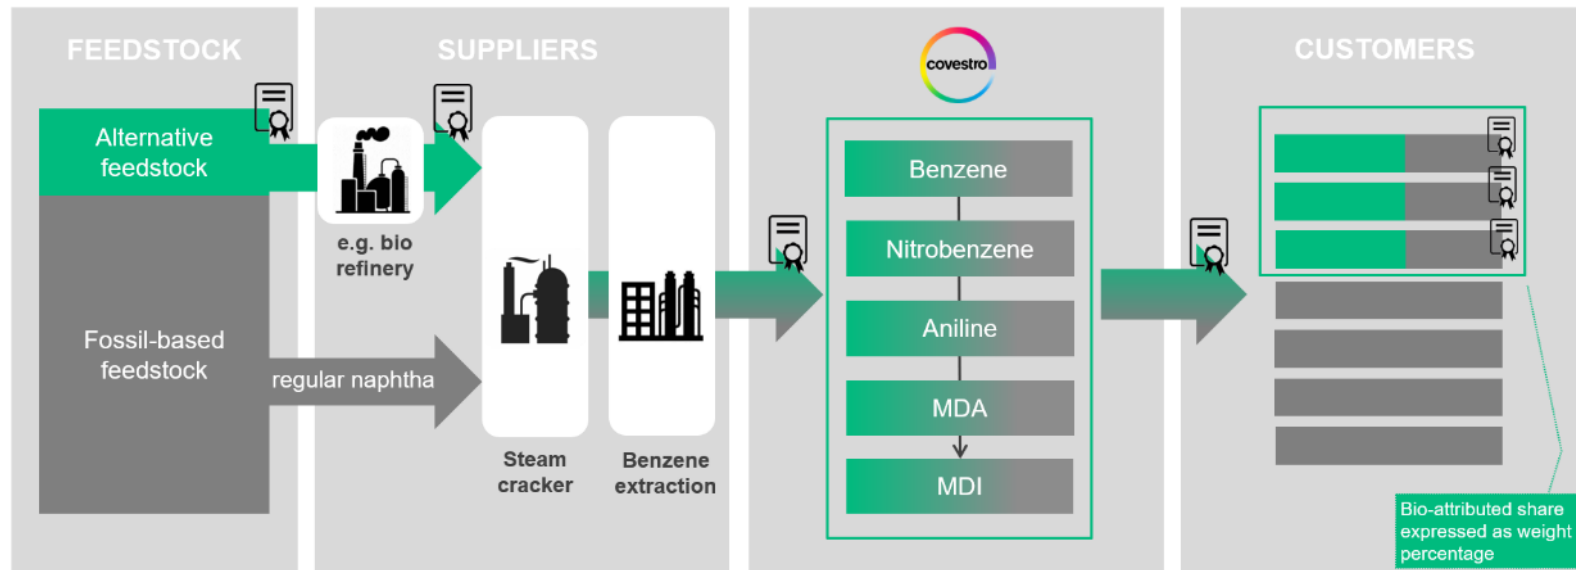 FEEDSTOCK
SUPPLIERS
covestro
CUSTOMERS
Alternative
feedstock
e.g. bio
refinery
Fossil-based
feedstock
regular naphtha
Steam
cracker
Benzene
extraction
Benzene
Nitrobenzene
Aniline
MDA
MDI
Bio-attributed share
expressed as weight
percentage